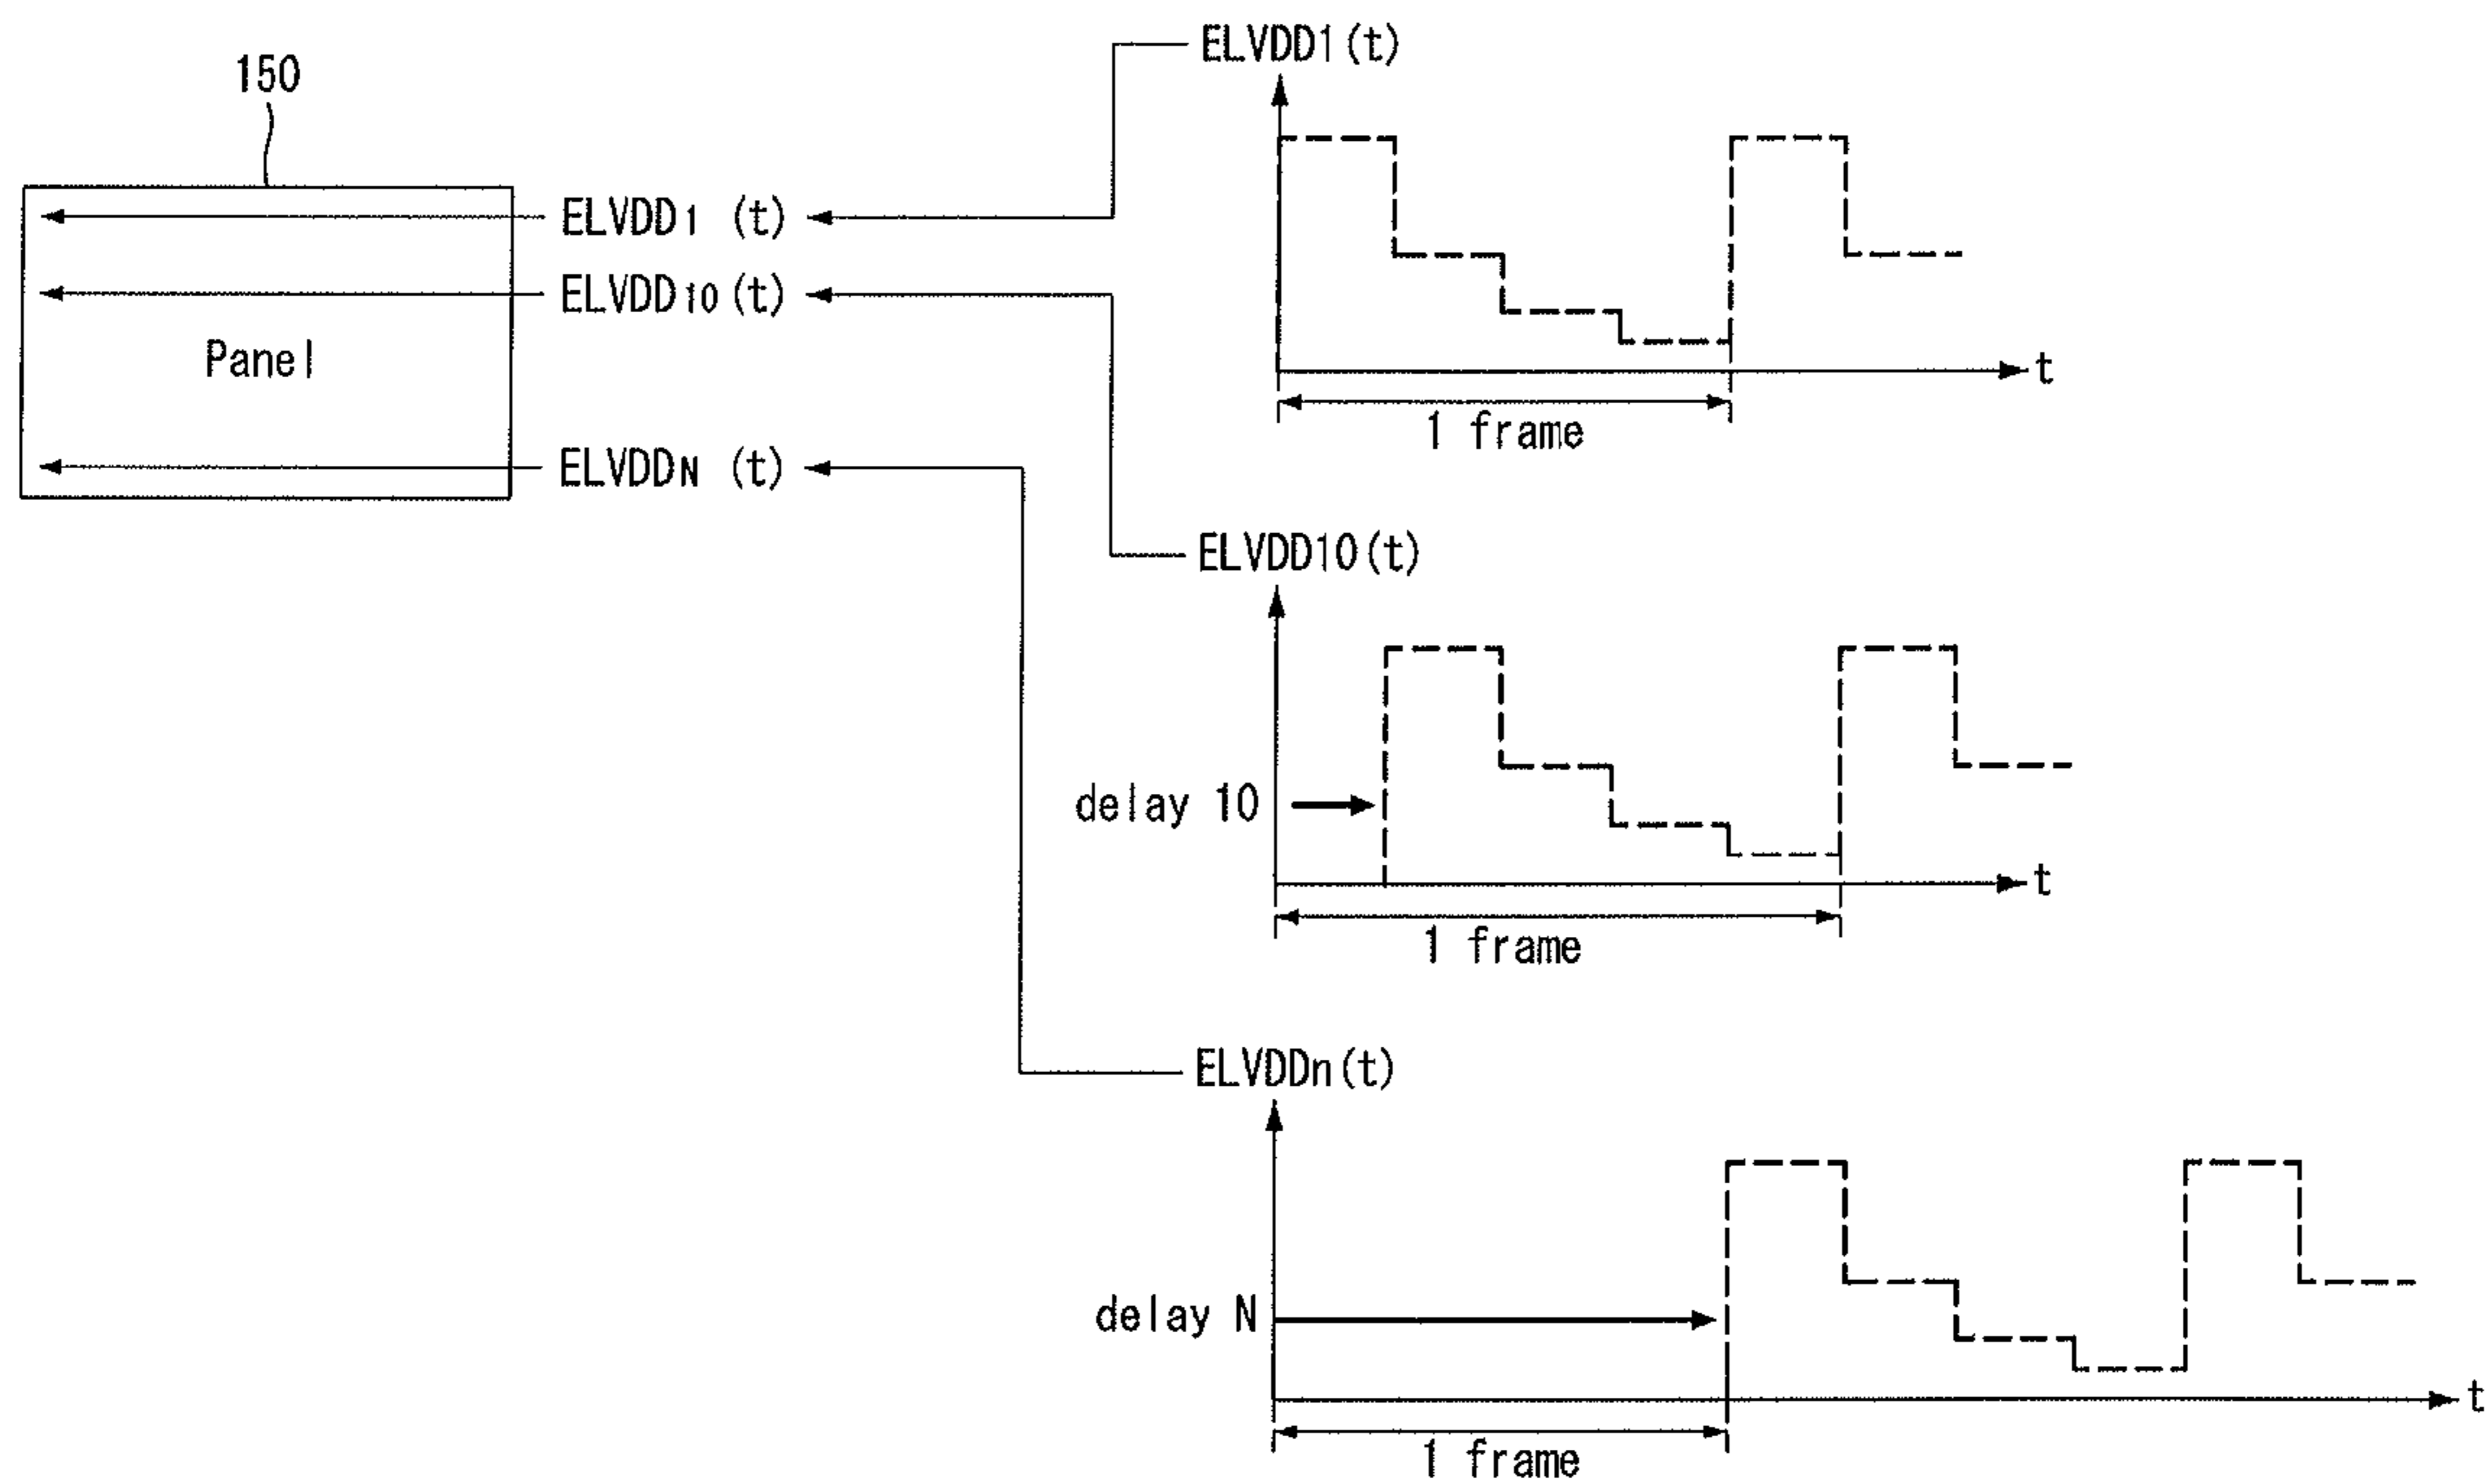 150
Panel
ELVDD1 (t)
ELVDD10 (t)
ELVDDN (t)
ELVDD1 (t)
t
1 frame
ELVDD10 (t)
delay 10
t
1 frame
ELVDDn (t)
delay N
t
1 frame